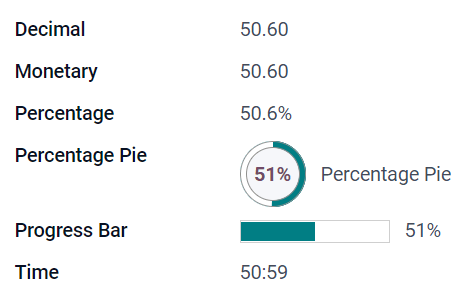 Decimal 50.60
Monetary 50.60
Percentage 50.6%
Percentage Pie 51% Percentage Pie
Progress Bar 51%
Time 50:59